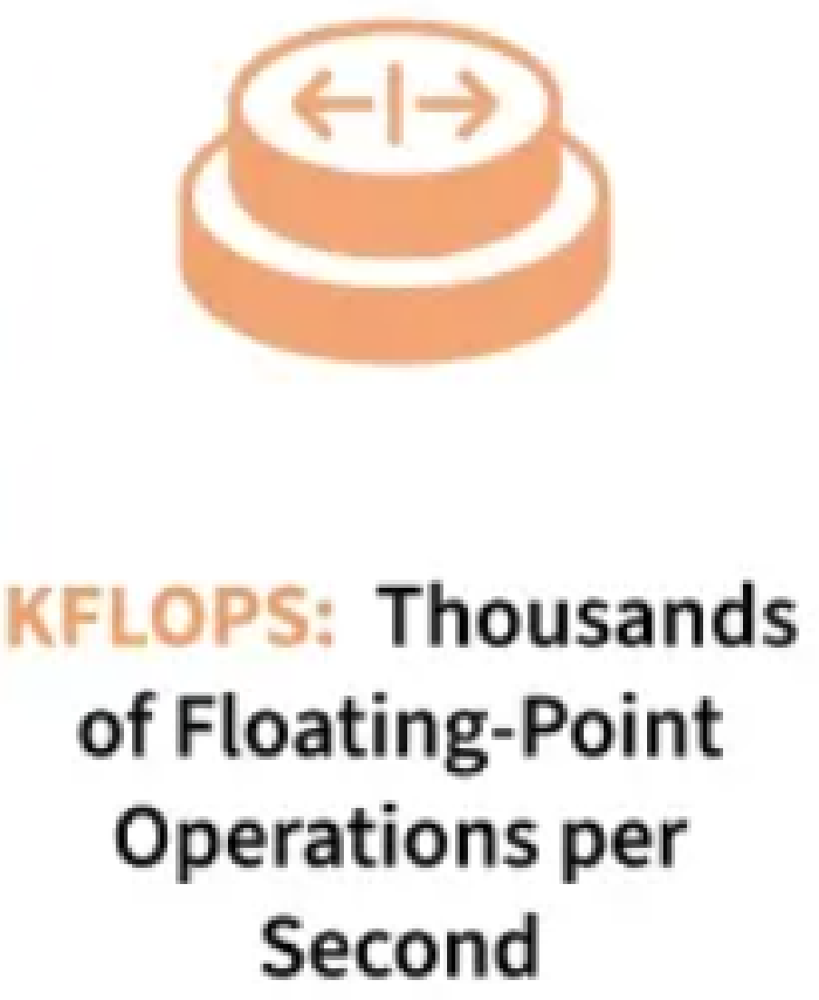 KFLOPS: Thousands
of Floating-Point
Operations per
Second